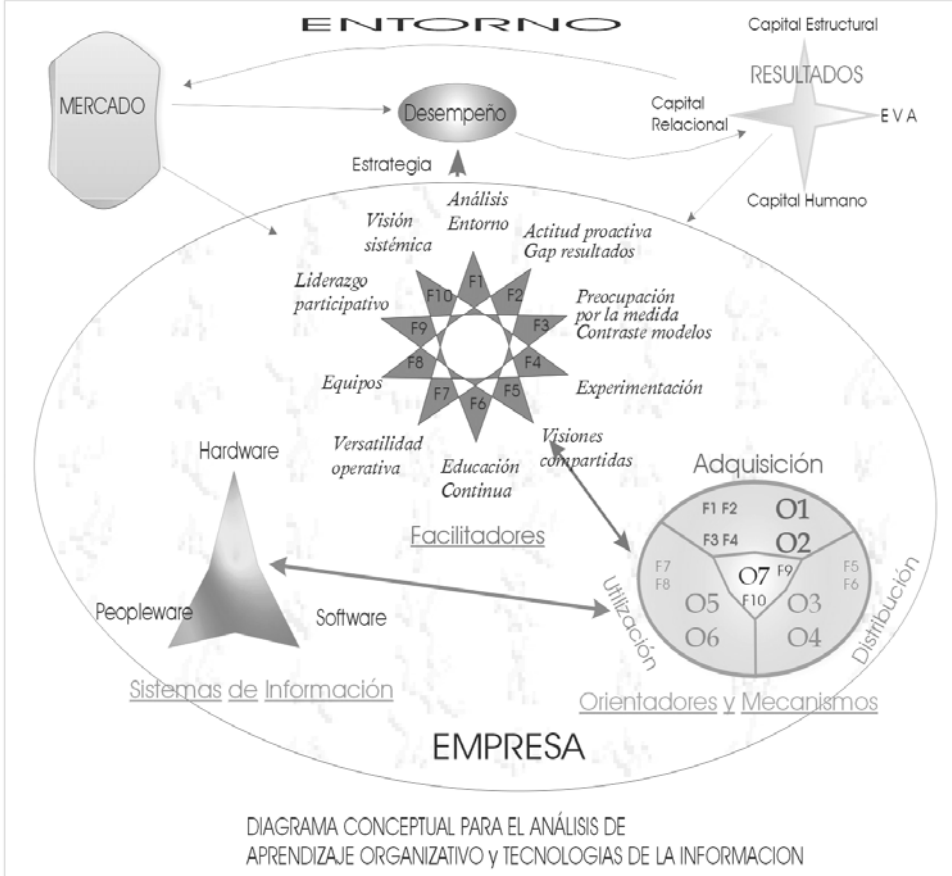 ENTORNO
Capital Estructural
MERCADO
RESULTADOS
Desempeño
Capital
Relacional
E V A
Estrategia
Capital Humano
Análisis
Entorno
Visión
sistémica
Actitud proactiva
Gap resultados
Liderazgo
participativo
F1
F10
F2
Preocupación
por la medida
Contraste modelos
F9
F3
F8
F4
Equipos
F7
F6
F5
Experimentación
Versatilidad
operativa
Educación
Continua
Visiones
compartidas
Hardware
Facilitadores
Adquisición
F1 F2
O1
F3 F4
O2
F7
F8
O7
F9
F10
F5
F6
Utilización
O5
O6
O3
O4
Distribución
Peopleware
Software
Sistemas de Información
Orientadores y Mecanismos
EMPRESA
DIAGRAMA CONCEPTUAL PARA EL ANÁLISIS DE
APRENDIZAJE ORGANIZATIVO y TECNOLOGIAS DE LA INFORMACION